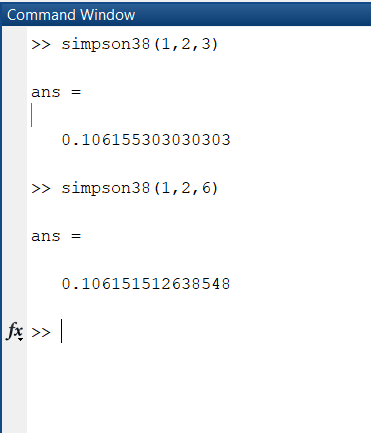 Command Window
>> simpson38(1,2,3)
ans =
0.106155303030303
>> simpson38(1,2,6)
ans =
0.106151512638548
fx >>